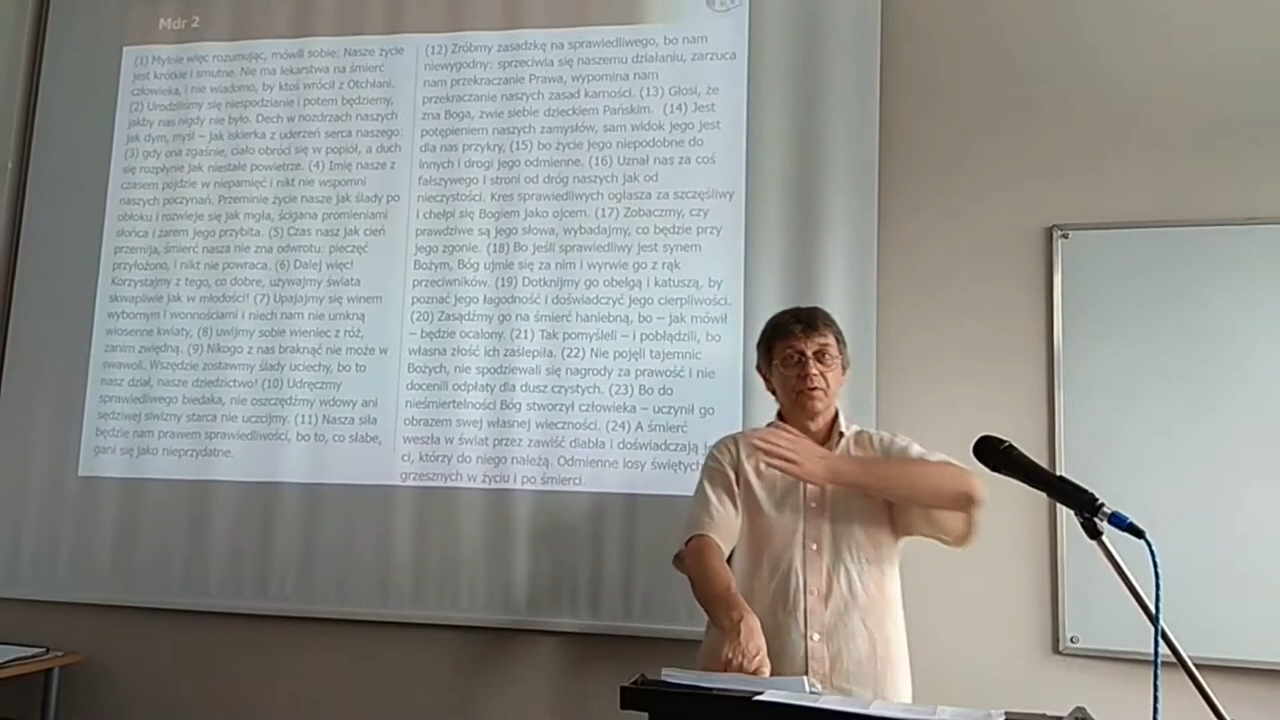 Mdr 2
(1) Mylnie więc rozumując, mówili sobie: Nasze życie
jest krótkie i smutne. Nie ma lekarstwa na śmierć
człowieka, i nie wiadomo, by ktoś wrócił z Otchłani.
(2) Urodziliśmy się niespodzianie i potem będziemy,
jakby nas nigdy nie było. Dech w nozdrzach naszych
jak dym, myśl – jak iskierka z uderzeń serca naszego:
(3) gdy ona zgaśnie, ciało obróci się w popiół, a duch
się rozpłynie jak niestałe powietrze. (4) Imię nasze z
czasem pójdzie w niepamięć i nikt nie wspomni
naszych poczynań. Przeminie życie nasze jak ślady po
obłoku i rozwieje się jak mgła, ścigana promieniami
słońca i żarem jego przybita. (5) Czas nasz jak cień
przemija, śmierć nasza nie zna odwrotu: pieczęć
przyłożono, i nikt nie powraca. (6) Dalej więc!
Korzystajmy z tego, co dobre, używajmy świata
skwapliwie jak w młodości! (7) Upajajmy się winem
wybornym i wonnościami i niech nam nie umkną
wiosenne kwiaty, (8) uwijmy sobie wieniec z róż,
zanim zwiędną. (9) Nikogo z nas braknąć nie może w
swawoli. Wszędzie zostawmy ślady uciechy, bo to
nasz dział, nasze dziedzictwo! (10) Udręczmy
sprawiedliwego biedaka, nie oszczędźmy wdowy ani
sędziwej siwizny starca nie uczcijmy. (11) Nasza siła
będzie nam prawem sprawiedliwości, bo to, co słabe,
gani się jako nieprzydatne.
(12) Zróbmy zasadzkę na sprawiedliwego, bo nam
niewygodny: sprzeciwia się naszemu działaniu, zarzuca
nam przekraczanie Prawa, wypomina nam
przekraczanie naszych zasad karności. (13) Głosi, że
zna Boga, zwie siebie dzieckiem Pańskim. (14) Jest
potępieniem naszych zamysłów, sam widok jego jest
dla nas przykry, (15) bo życie jego niepodobne do
innych i drogi jego odmienne. (16) Uznał nas za coś
fałszywego i stroni od dróg naszych jak od
nieczystości. Kres sprawiedliwych ogłasza za szczęśliwy
i chełpi się Bogiem jako ojcem. (17) Zobaczmy, czy
prawdziwe są jego słowa, wybadajmy, co będzie przy
jego zgonie. (18) Bo jeśli sprawiedliwy jest synem
Bożym, Bóg ujmie się za nim i wyrwie go z rąk
przeciwników. (19) Dotknijmy go obelgą i katuszą, by
poznać jego łagodność i doświadczyć jego cierpliwości.
(20) Zasądźmy go na śmierć haniebną, bo – jak mówił
– będzie ocalony. (21) Tak pomyśleli – i pobłądzili, bo
własna złość ich zaślepiła. (22) Nie pojęli tajemnic
Bożych, nie spodziewali się nagrody za prawość i nie
docenili odpłaty dla dusz czystych. (23) Bo do
nieśmiertelności Bóg stworzył człowieka – uczynił go
obrazem swej własnej wieczności. (24) A śmierć
weszła w świat przez zawiść diabła i doświadczają
ci, którzy do niego należą. Odmienne losy świętych
grzesznych w życiu i po śmierci.